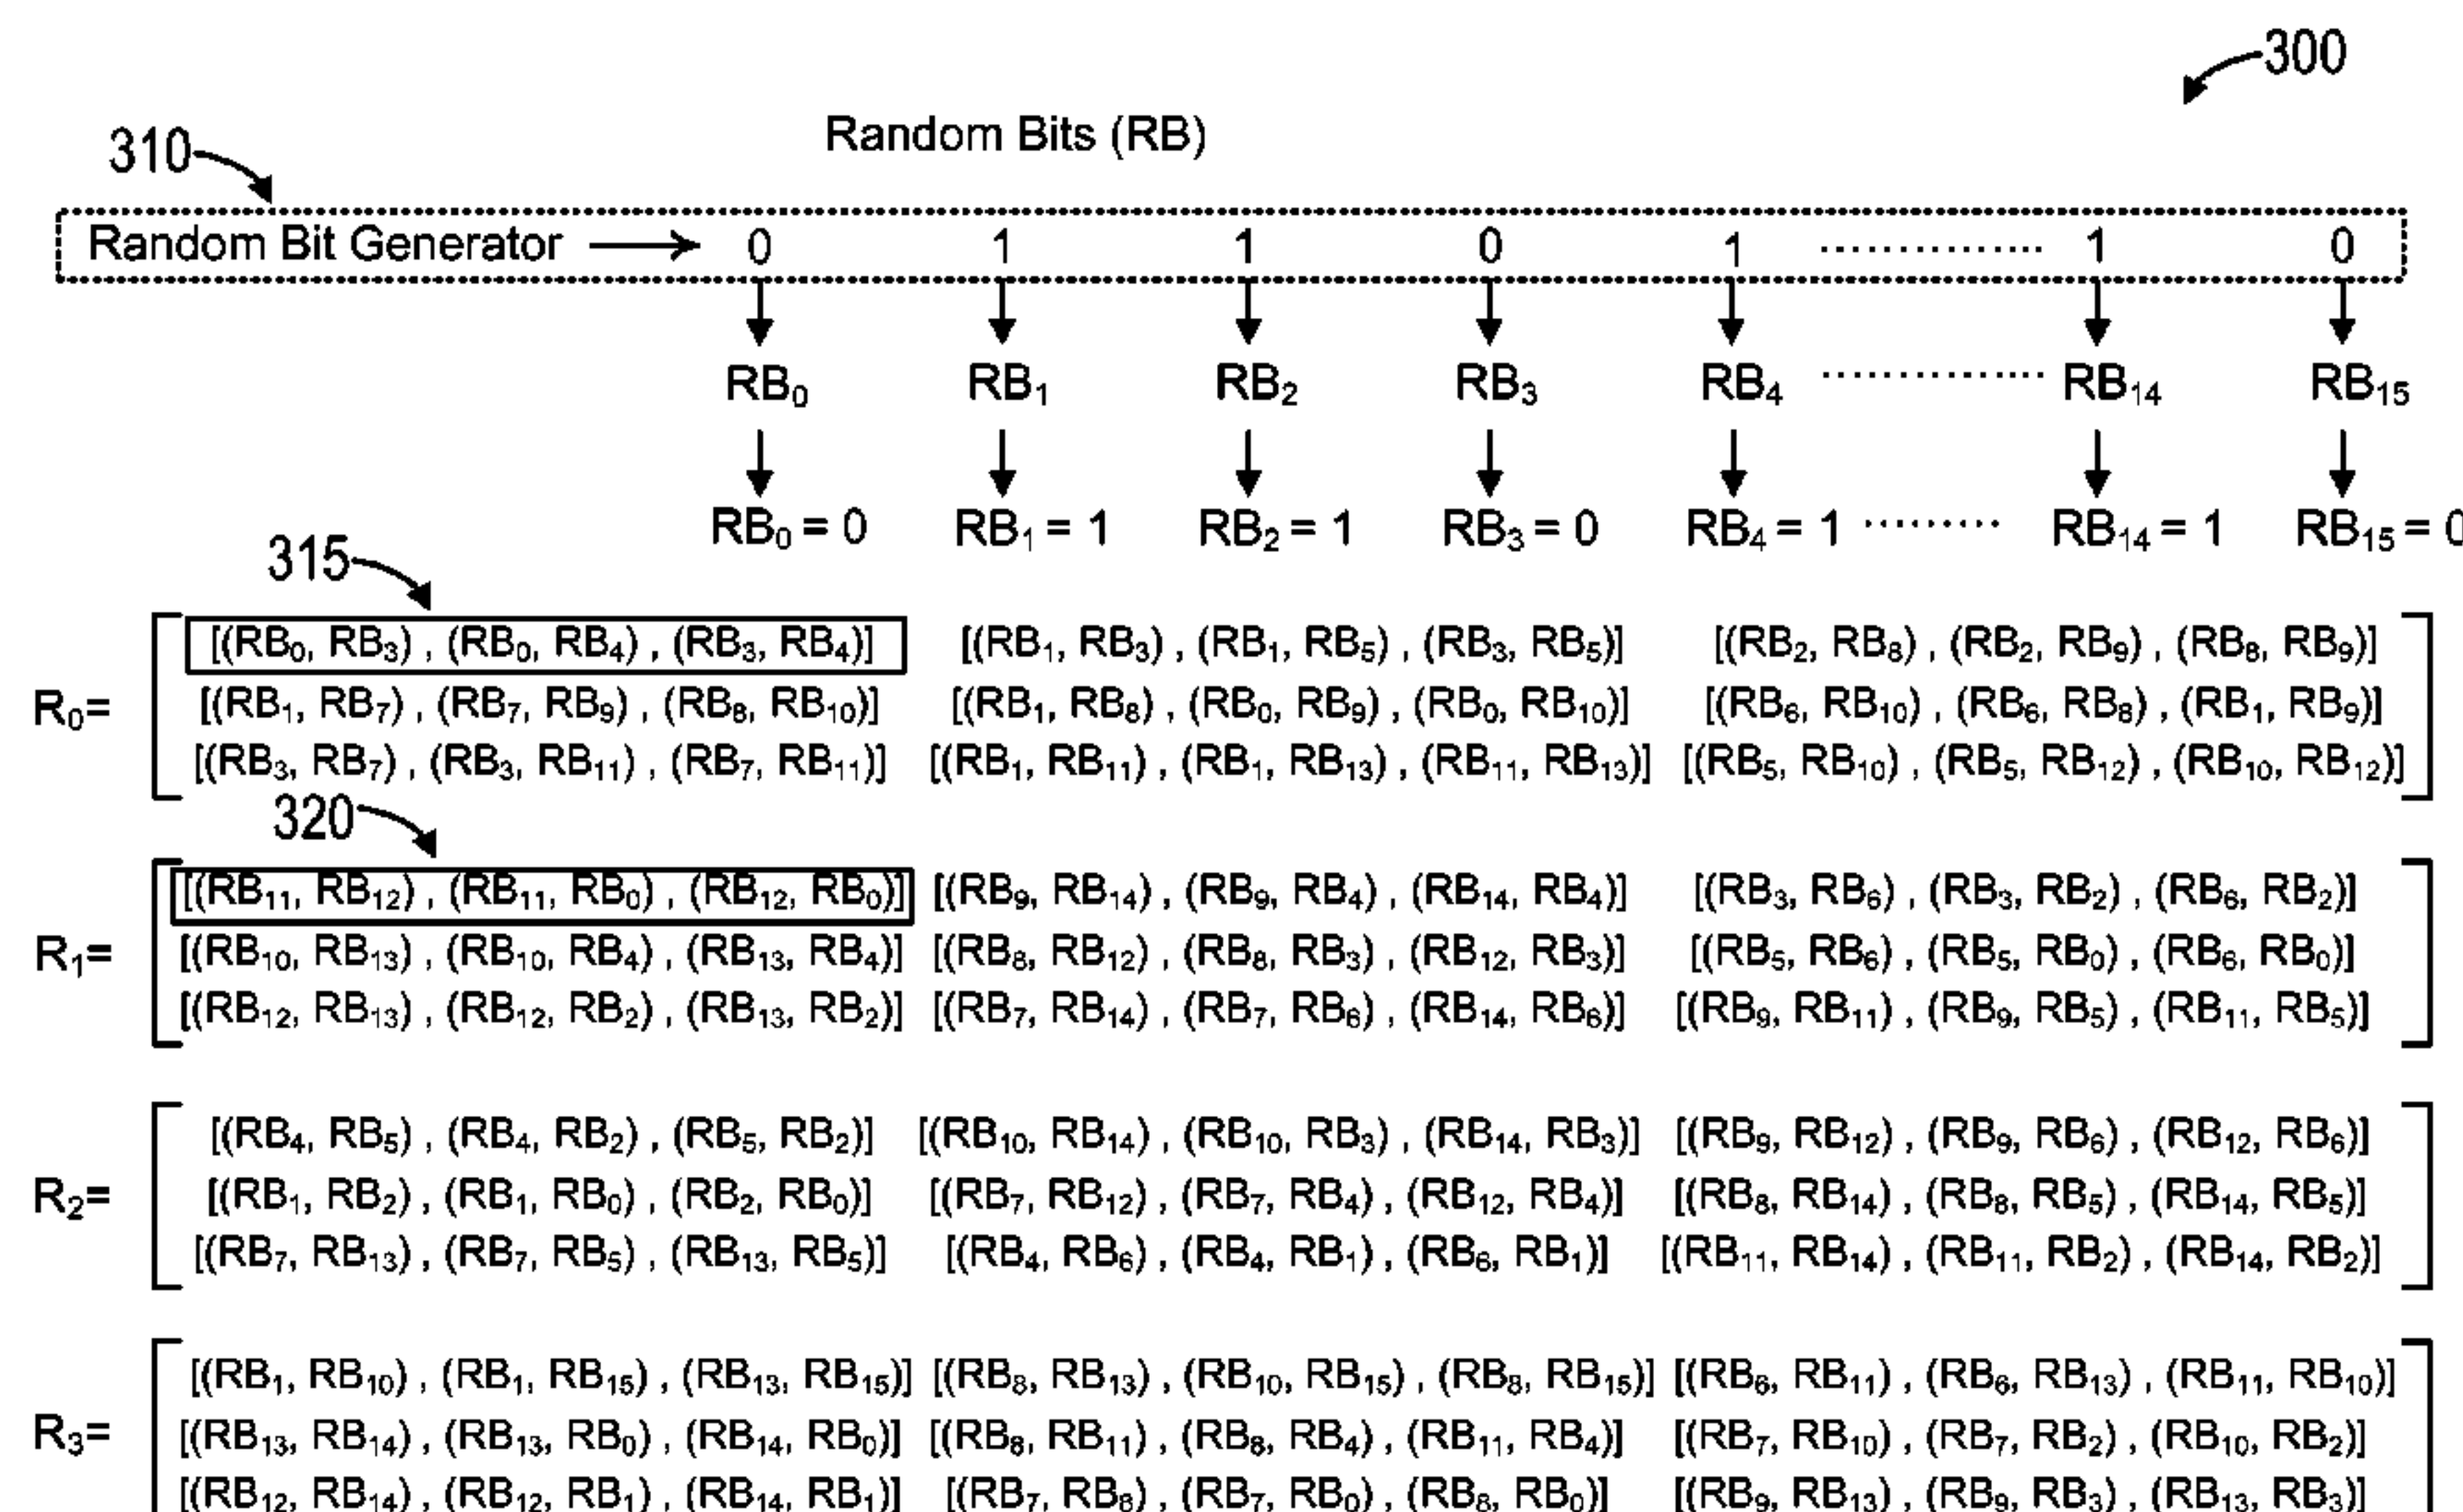 300
Random Bits (RB)
310
Random Bit Generator → 0 1 1 0 1 ............... 1 0
RB₀ RB₁ RB₂ RB₃ RB₄ ............... RB₁₄ RB₁₅
RB₀ = 0 RB₁ = 1 RB₂ = 1 RB₃ = 0 RB₄ = 1 ......... RB₁₄ = 1 RB₁₅ = 0
315
[(RB₀, RB₃) , (RB₀, RB₄) , (RB₃, RB₄)] [(RB₁, RB₃) , (RB₁, RB₅) , (RB₃, RB₅)] [(RB₂, RB₈) , (RB₂, RB₉) , (RB₈, RB₉)]
R₀= [(RB₁, RB₇) , (RB₇, RB₉) , (RB₈, RB₁₀)] [(RB₁, RB₈) , (RB₀, RB₉) , (RB₀, RB₁₀)] [(RB₆, RB₁₀) , (RB₆, RB₈) , (RB₁, RB₉)]
[(RB₃, RB₇) , (RB₃, RB₁₁) , (RB₇, RB₁₁)] [(RB₁, RB₁₁) , (RB₁, RB₁₃) , (RB₁₁, RB₁₃)] [(RB₅, RB₁₀) , (RB₅, RB₁₂) , (RB₁₀, RB₁₂)]
320
[(RB₁₁, RB₁₂) , (RB₁₁, RB₀) , (RB₁₂, RB₀)] [(RB₉, RB₁₄) , (RB₉, RB₄) , (RB₁₄, RB₄)] [(RB₃, RB₆) , (RB₃, RB₂) , (RB₆, RB₂)]
R₁= [(RB₁₀, RB₁₃) , (RB₁₀, RB₄) , (RB₁₃, RB₄)] [(RB₈, RB₁₂) , (RB₈, RB₃) , (RB₁₂, RB₃)] [(RB₅, RB₆) , (RB₅, RB₀) , (RB₆, RB₀)]
[(RB₁₂, RB₁₃) , (RB₁₂, RB₂) , (RB₁₃, RB₂)] [(RB₇, RB₁₄) , (RB₇, RB₆) , (RB₁₄, RB₆)] [(RB₉, RB₁₁) , (RB₉, RB₅) , (RB₁₁, RB₅)]
[(RB₄, RB₅) , (RB₄, RB₂) , (RB₅, RB₂)] [(RB₁₀, RB₁₄) , (RB₁₀, RB₃) , (RB₁₄, RB₃)] [(RB₉, RB₁₂) , (RB₉, RB₆) , (RB₁₂, RB₆)]
R₂= [(RB₁, RB₂) , (RB₁, RB₀) , (RB₂, RB₀)] [(RB₇, RB₁₂) , (RB₇, RB₄) , (RB₁₂, RB₄)] [(RB₈, RB₁₄) , (RB₈, RB₅) , (RB₁₄, RB₅)]
[(RB₇, RB₁₃) , (RB₇, RB₅) , (RB₁₃, RB₅)] [(RB₄, RB₆) , (RB₄, RB₁) , (RB₆, RB₁)] [(RB₁₁, RB₁₄) , (RB₁₁, RB₂) , (RB₁₄, RB₂)]
[(RB₁, RB₁₀) , (RB₁, RB₁₅) , (RB₁₃, RB₁₅)] [(RB₈, RB₁₃) , (RB₁₀, RB₁₅) , (RB₈, RB₁₅)] [(RB₆, RB₁₁) , (RB₆, RB₁₃) , (RB₁₁, RB₁₀)]
R₃= [(RB₁₃, RB₁₄) , (RB₁₃, RB₀) , (RB₁₄, RB₀)] [(RB₈, RB₁₁) , (RB₈, RB₄) , (RB₁₁, RB₄)] [(RB₇, RB₁₀) , (RB₇, RB₂) , (RB₁₀, RB₂)]
[(RB₁₂, RB₁₄) , (RB₁₂, RB₁) , (RB₁₄, RB₁)] [(RB₇, RB₈) , (RB₇, RB₀) , (RB₈, RB₀)] [(RB₉, RB₁₃) , (RB₉, RB₃) , (RB₁₃, RB₃)]